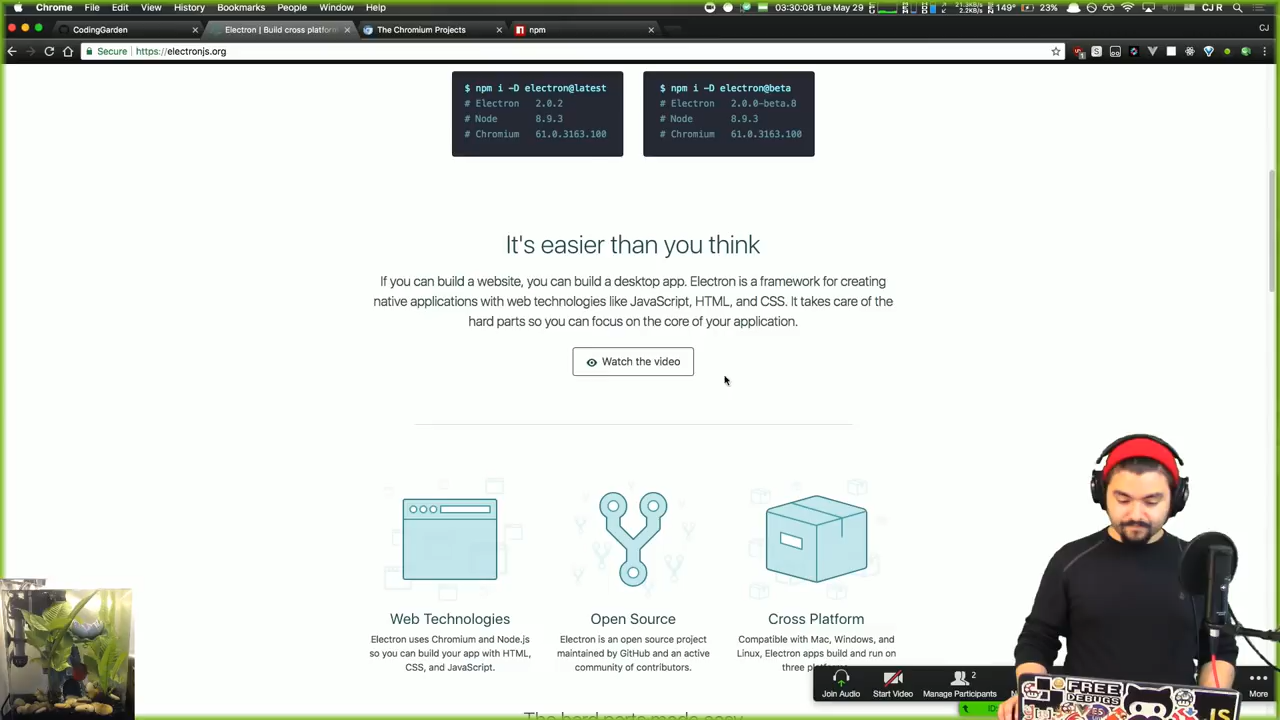 Chrome File Edit View History Bookmarks People Window Help
03:30:08 May 29
149° 23% CJ R
CodingGarden
Electron | Build cross platform
The Chromium Projects
npm
CJ
Secure https://electronjs.org
$ npm i -D electron@latest
# Electron 2.0.2
# Node 8.9.3
# Chromium 61.0.3163.100
$ npm i -D electron@beta
# Electron 2.0.0-beta.8
# Node 8.9.3
# Chromium 61.0.3163.100
It's easier than you think
If you can build a website, you can build a desktop app. Electron is a framework for creating
native applications with web technologies like JavaScript, HTML, and CSS. It takes care of the
hard parts so you can focus on the core of your application.
Watch the video
Web Technologies
Electron uses Chromium and Node.js
so you can build your app with HTML,
CSS, and JavaScript.
Open Source
Electron is an open source project
maintained by GitHub and an active
community of contributors.
Cross Platform
Compatible with Mac, Windows, and
Linux, Electron apps build and run on
three
The hard parts made easy
Join Audio
Start Video
2
Manage Participants
More
ID:
FREE
DEBUGS
JS